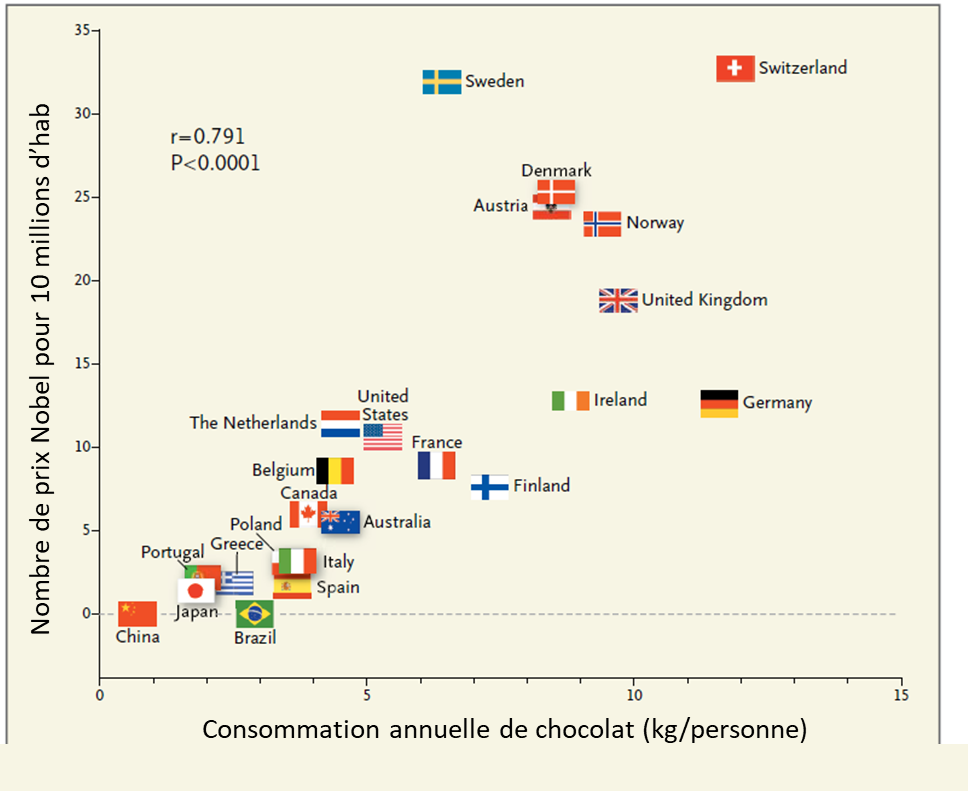 35
Switzerland
Sweden
30
r=0.791
P<0.0001
Denmark
25
Austria
Norway
20
United Kingdom
15
United
States
Ireland
Germany
The Netherlands
10
France
Belgium
Finland
Canada
5
Poland
Australia
Greece
Portugal
Italy
Spain
Japan
0
China
Brazil
0
5
10
15
Nombre de prix Nobel pour 10 millions d’hab
Consommation annuelle de chocolat (kg/personne)